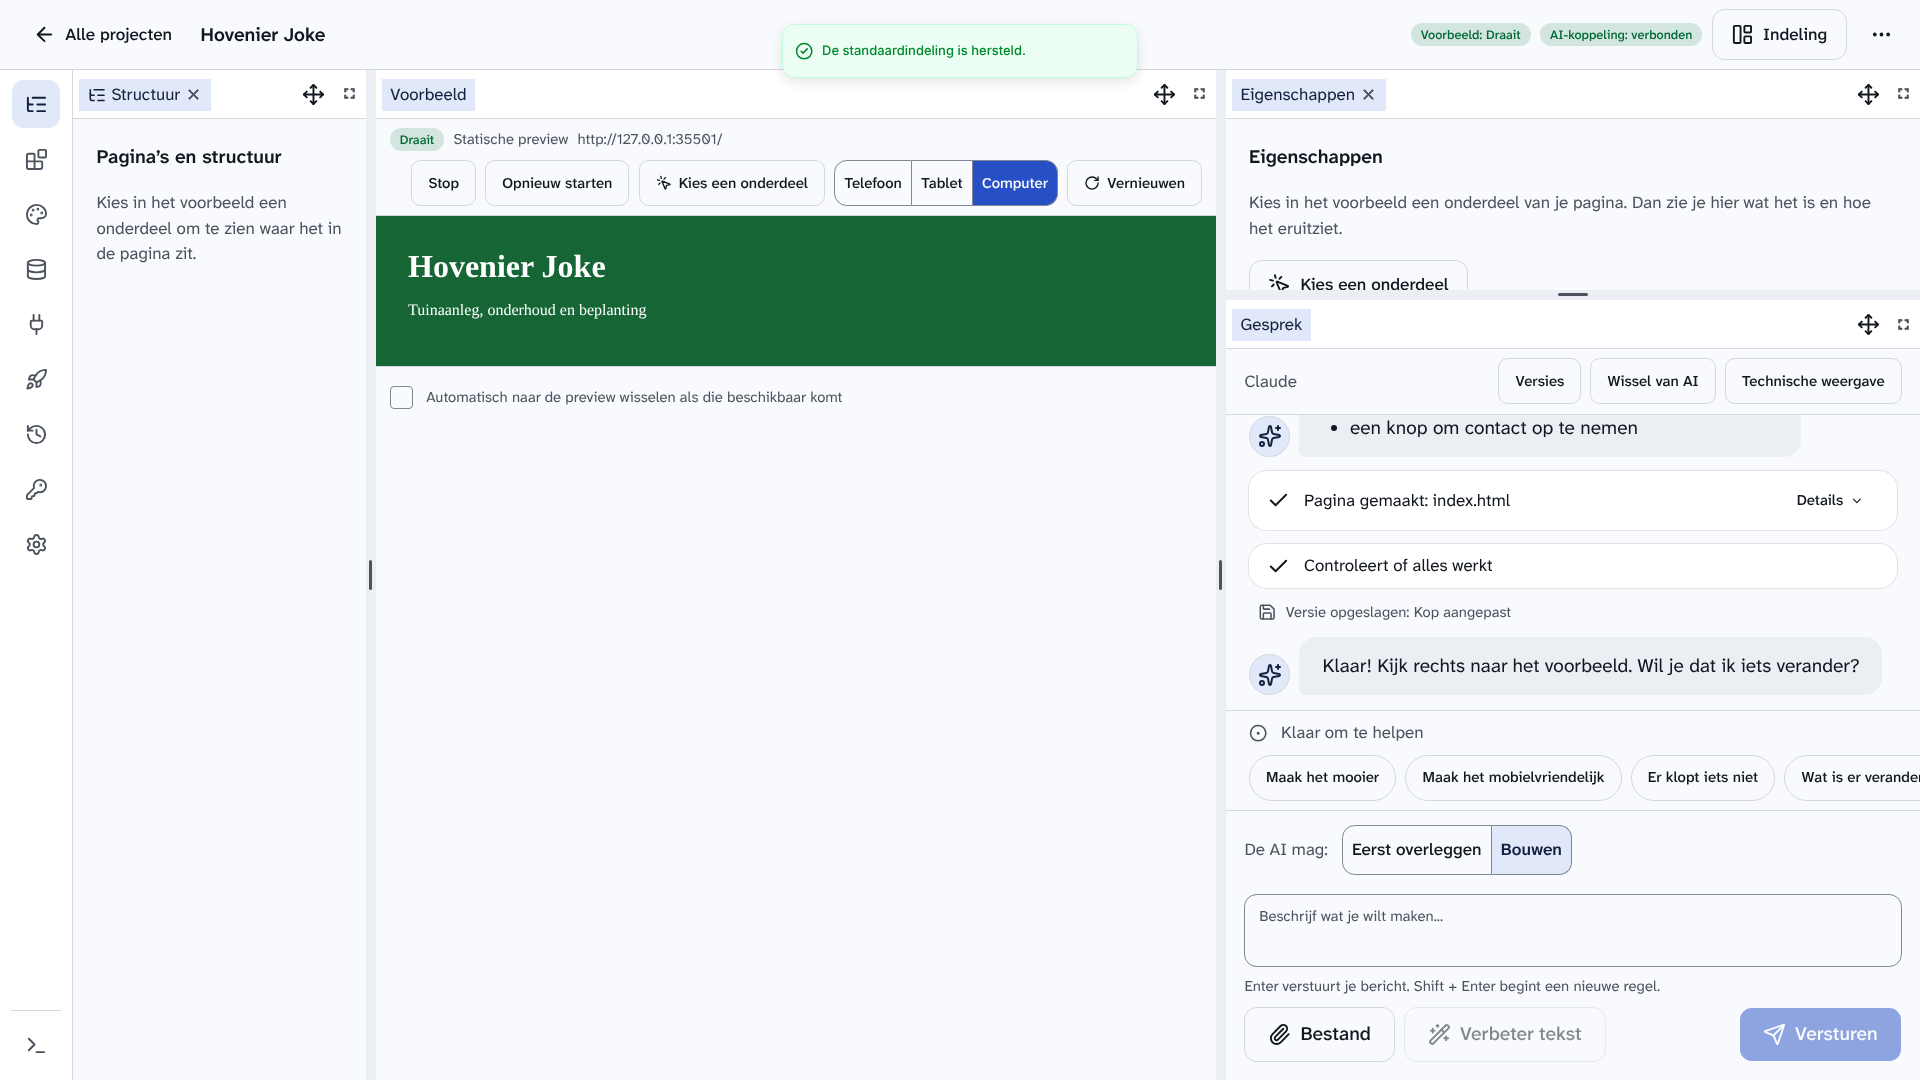 Alle projecten
Hovenier Joke
De standaardindeling is hersteld.
Voorbeeld: Draait
AI-koppeling: verbonden
Indeling
Structuur
Pagina’s en structuur
Kies in het voorbeeld een
onderdeel om te zien waar het in
de pagina zit.
Voorbeeld
Draait
Statische preview
http://127.0.0.1:35501/
Stop
Opnieuw starten
Kies een onderdeel
Telefoon
Tablet
Computer
Vernieuwen
Hovenier Joke
Tuinaanleg, onderhoud en beplanting
Automatisch naar de preview wisselen als die beschikbaar komt
Eigenschappen
Eigenschappen
Kies in het voorbeeld een onderdeel van je pagina. Dan zie je hier wat het is en hoe
het eruitziet.
Kies een onderdeel
Gesprek
Claude
Versies
Wissel van AI
Technische weergave
• een knop om contact op te nemen
Pagina gemaakt: index.html
Details
Controleert of alles werkt
Versie opgeslagen: Kop aangepast
Klaar! Kijk rechts naar het voorbeeld. Wil je dat ik iets verander?
Klaar om te helpen
Maak het mooier
Maak het mobielvriendelijk
Er klopt iets niet
Wat is er verander
De AI mag:
Eerst overleggen
Bouwen
Beschrijf wat je wilt maken...
Enter verstuurt je bericht. Shift + Enter begint een nieuwe regel.
Bestand
Verbeter tekst
Versturen